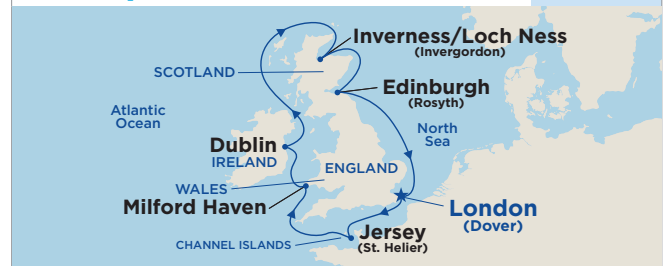 Inverness/Loch Ness
(Invergordon)
SCOTLAND
Edinburgh
(Rosyth)
Atlantic
Ocean
North
Sea
Dublin
IRELAND
ENGLAND
WALES
Milford Haven
London
(Dover)
Jersey
(St. Helier)
CHANNEL ISLANDS